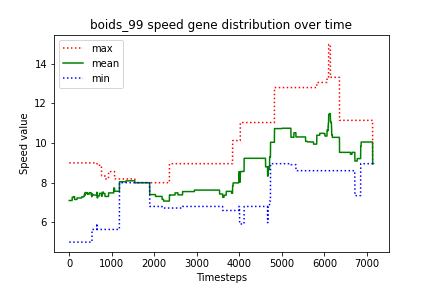 boids_99 speed gene distribution over time
max
mean
min
Speed value
14
12
10
8
6
0 1000 2000 3000 4000 5000 6000 7000
Timesteps